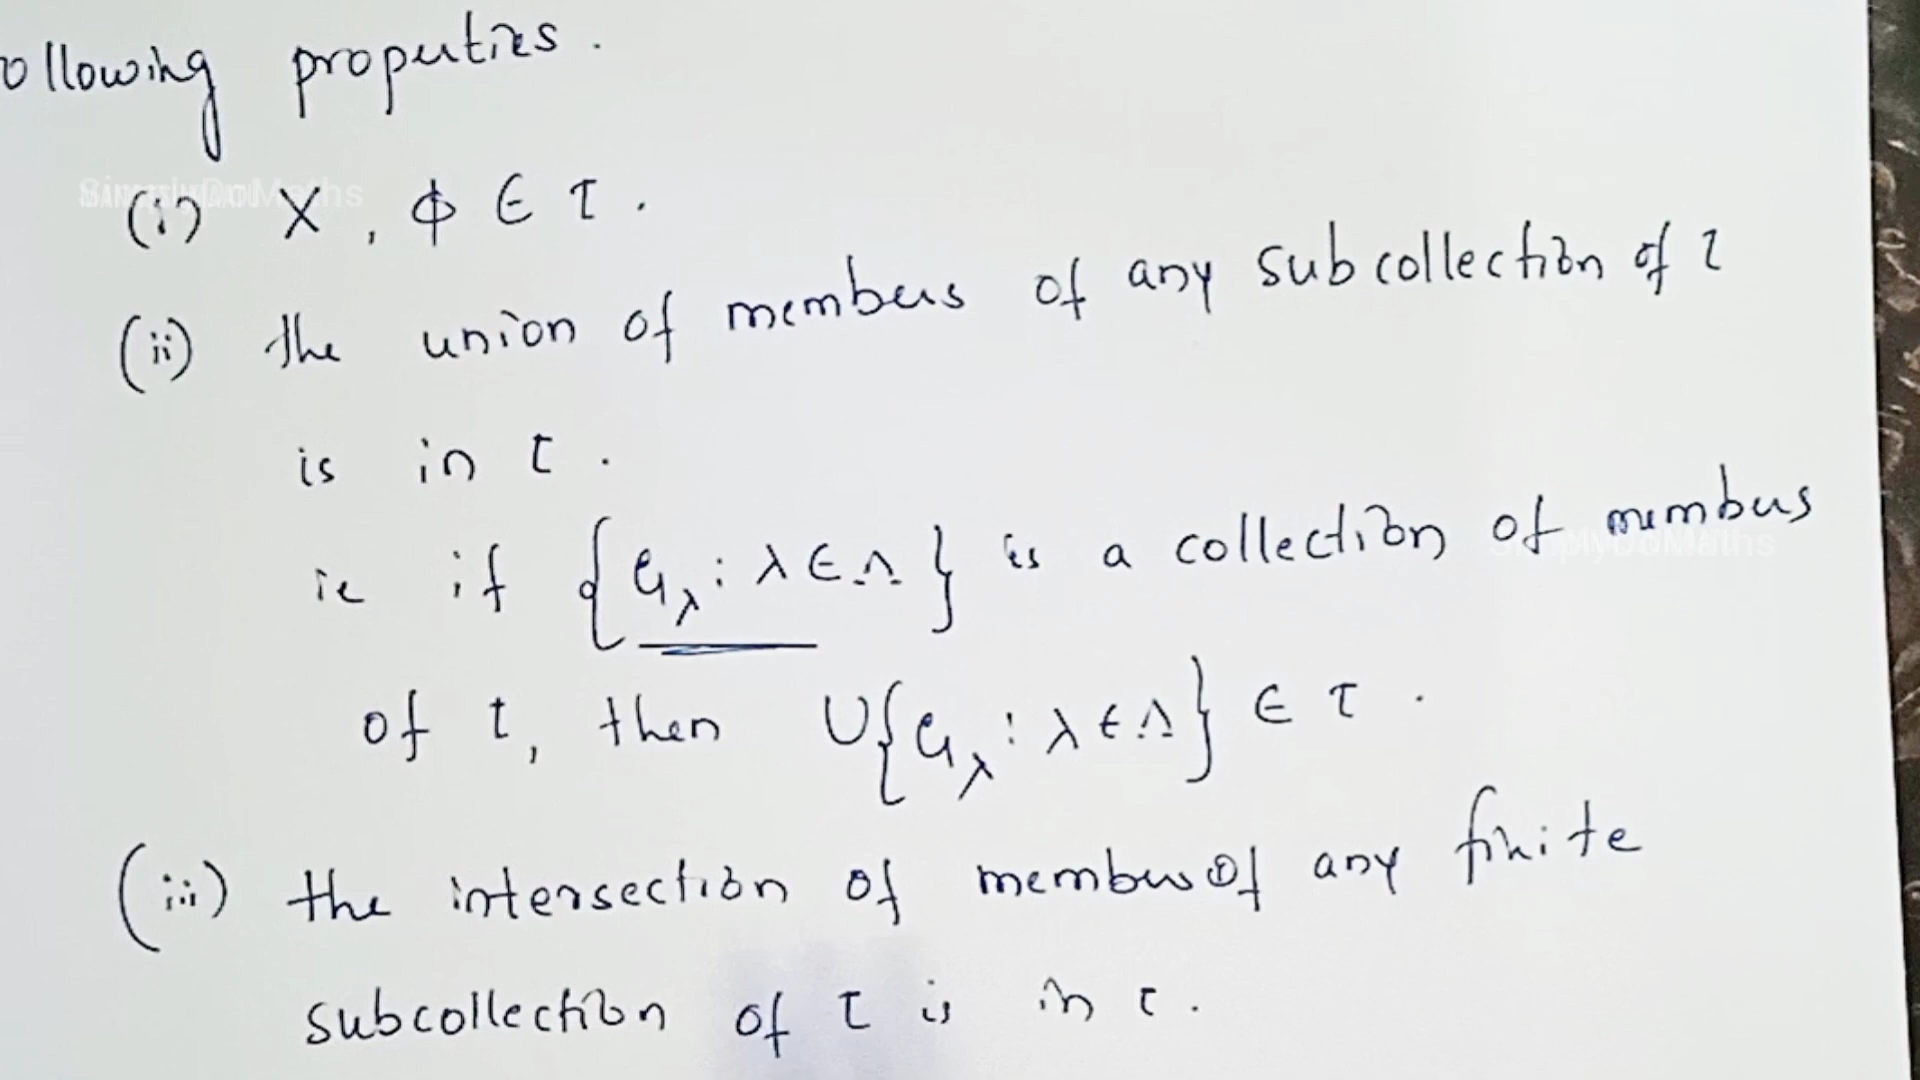 ollowing properties.
(i) X, ϕ ∈ τ.
(ii) the union of members of any subcollection of τ
is in τ.
ie if {G_λ : λ ∈ Λ} is a collection of members
of τ, then ∪{G_λ : λ ∈ Λ} ∈ τ.
(iii) the intersection of members of any finite
subcollection of τ is in τ.